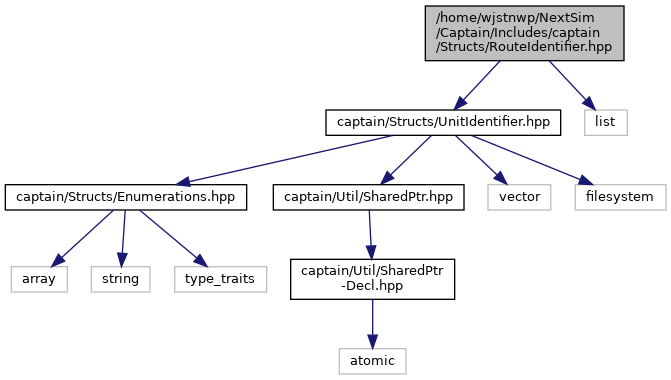 /home/wjstnwp/NextSim
/Captain/Includes/captain
/Structs/RouteIdentifier.hpp
captain/Structs/UnitIdentifier.hpp
list
captain/Structs/Enumerations.hpp
captain/Util/SharedPtr.hpp
vector
filesystem
array
string
type_traits
captain/Util/SharedPtr
-Decl.hpp
atomic